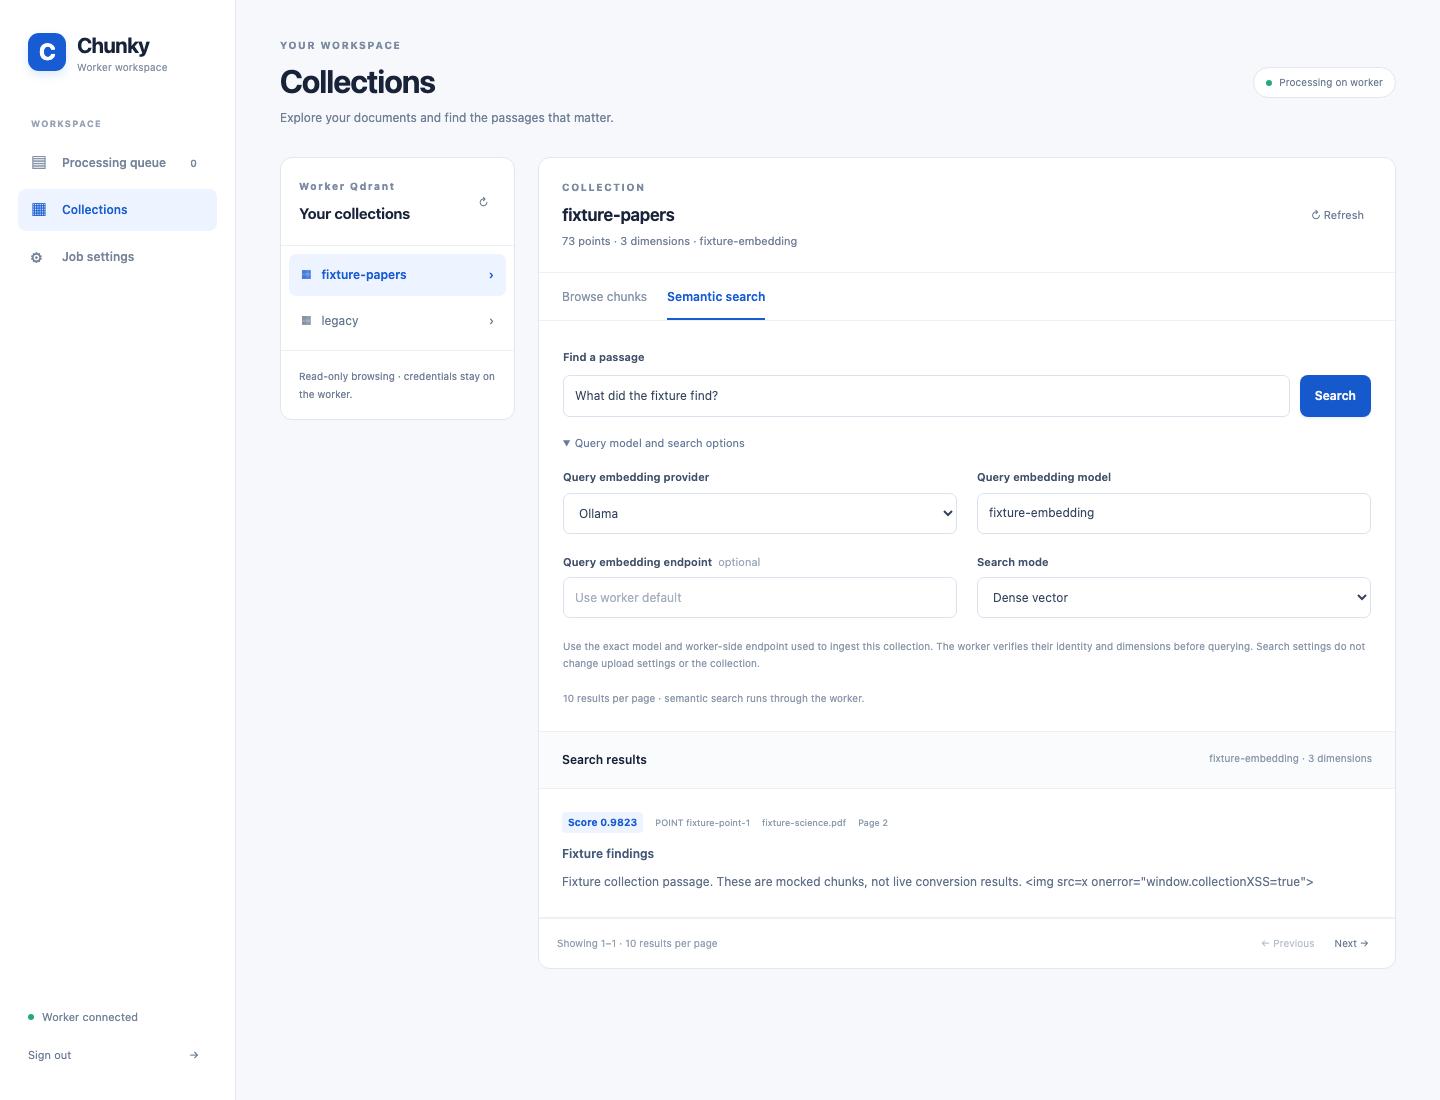 C
Chunky
Worker workspace
WORKSPACE
Processing queue 0
Collections
Job settings
Worker connected
Sign out →
YOUR WORKSPACE
Collections
Explore your documents and find the passages that matter.
Processing on worker
Worker Qdrant
Your collections
↻
fixture-papers ›
legacy ›
Read-only browsing · credentials stay on
the worker.
COLLECTION
fixture-papers
73 points · 3 dimensions · fixture-embedding
↻ Refresh
Browse chunks Semantic search
Find a passage
What did the fixture find?
Search
▼ Query model and search options
Query embedding provider
Ollama
Query embedding model
fixture-embedding
Query embedding endpoint optional
Use worker default
Search mode
Dense vector
Use the exact model and worker-side endpoint used to ingest this collection. The worker verifies their identity and dimensions before querying. Search settings do not
change upload settings or the collection.
10 results per page · semantic search runs through the worker.
Search results
fixture-embedding · 3 dimensions
Score 0.9823 POINT fixture-point-1 fixture-science.pdf Page 2
Fixture findings
Fixture collection passage. These are mocked chunks, not live conversion results. <img src=x onerror="window.collectionXSS=true">
Showing 1–1 · 10 results per page
← Previous Next →